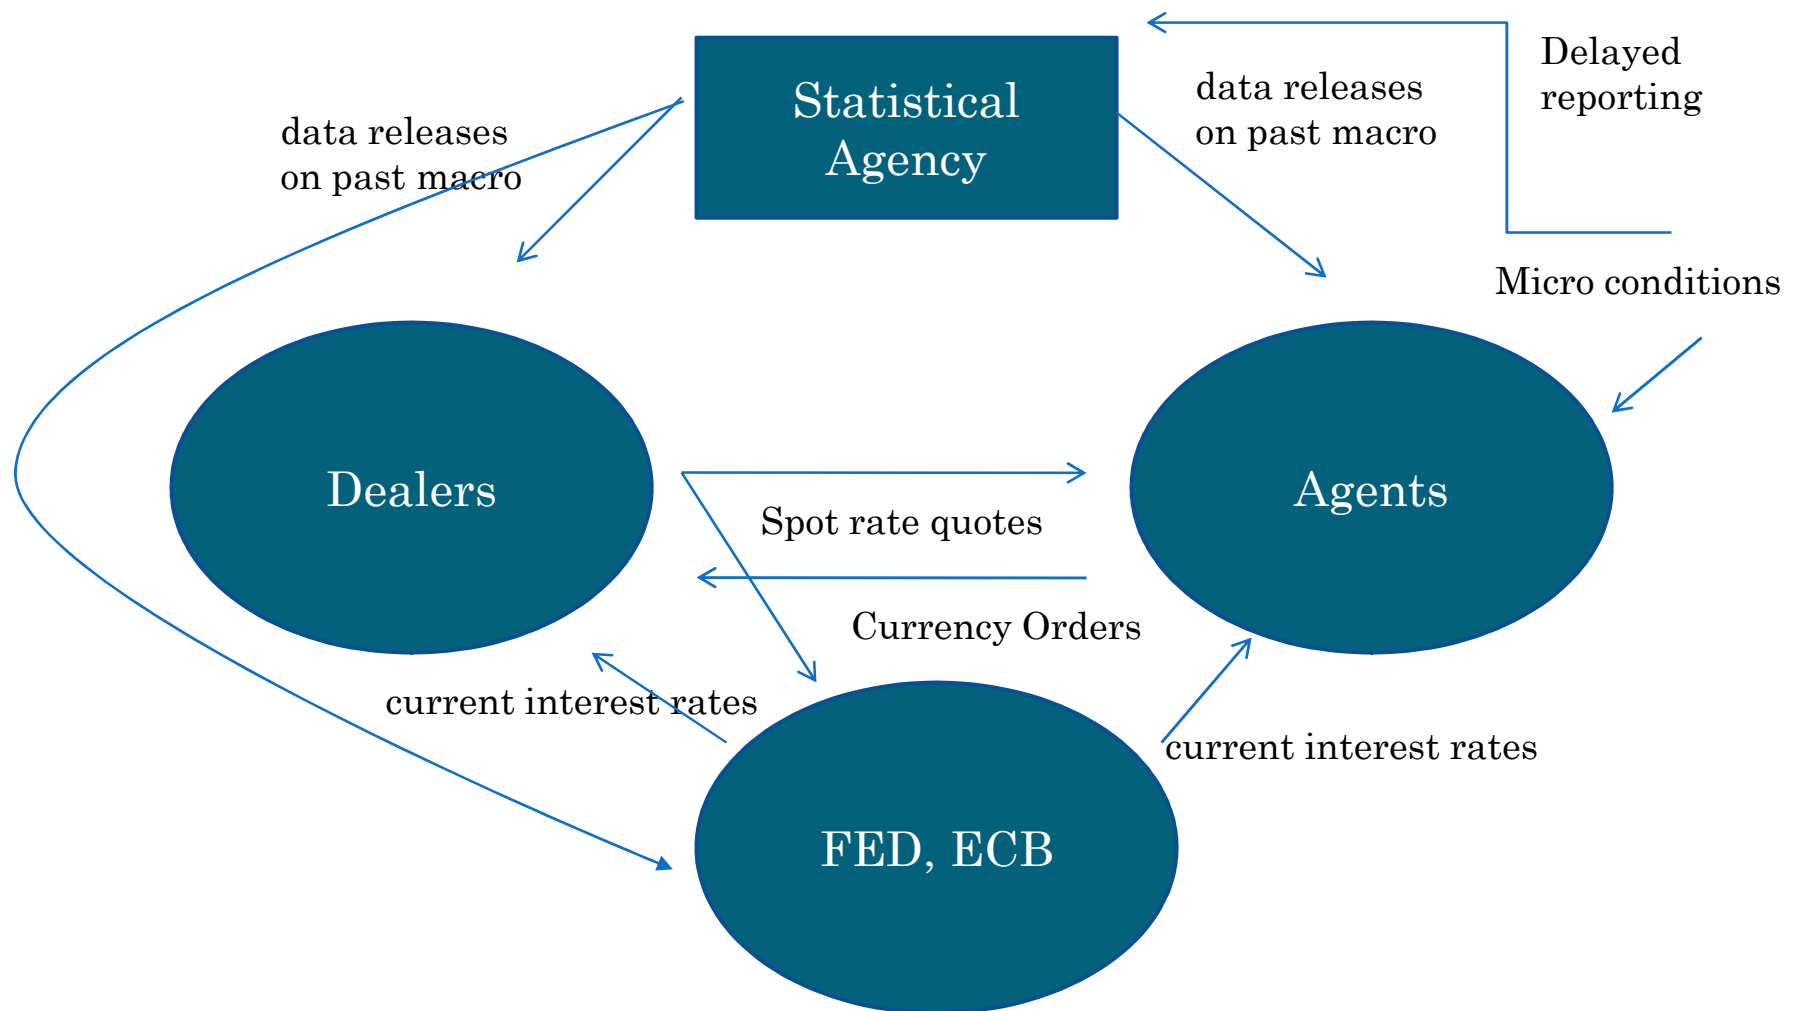 Delayed
reporting
Statistical
Agency
data releases
on past macro
data releases
on past macro
Micro conditions
Dealers
Agents
Spot rate quotes
Currency Orders
current interest rates
current interest rates
FED, ECB